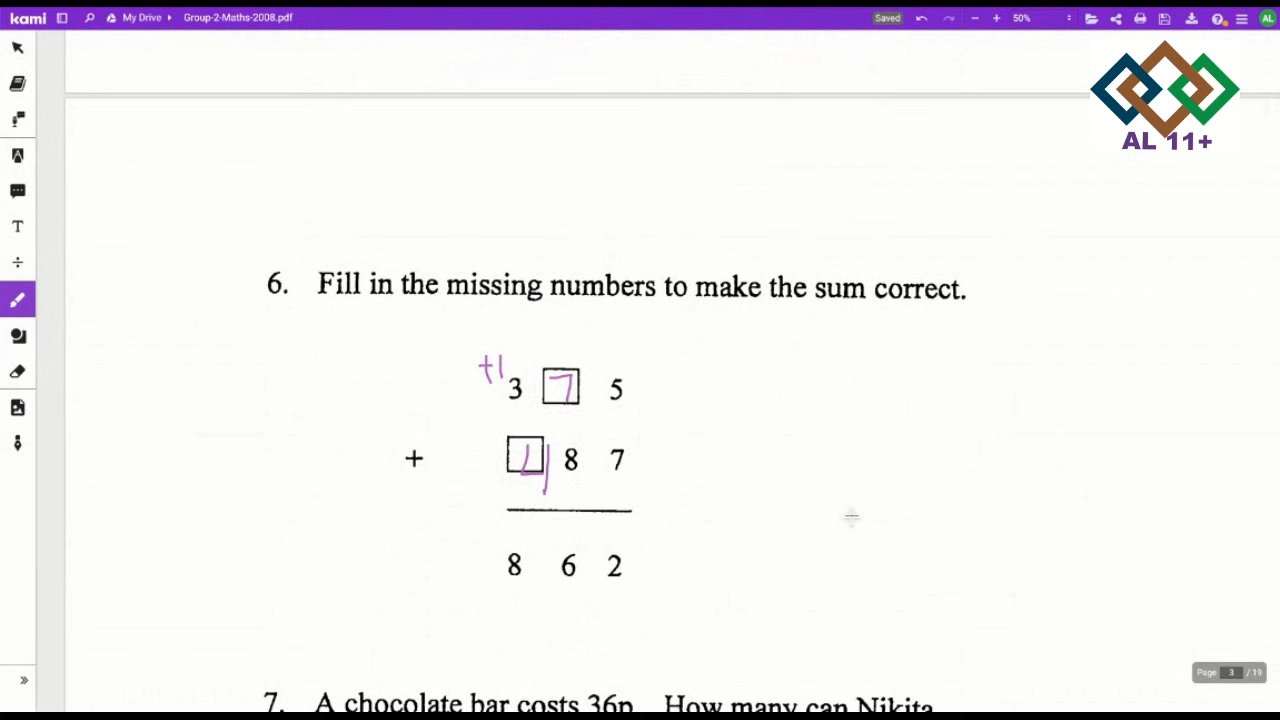 kami My Drive Group-2-Maths-2008.pdf Saved 50% AL
AL 11+
6. Fill in the missing numbers to make the sum correct.
+1
3 7 5
+ 4 8 7
8 6 2
Page 3 / 19
7. A chocolate bar costs 36p. How many can Nikita